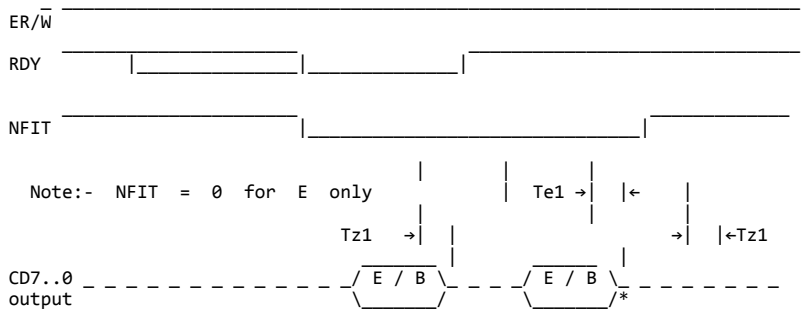 ER/W
RDY
NFIT
Note:- NFIT = 0 for E only Te1 →| |←
Tz1 →| | →| |←Tz1
CD7..0 E / B E / B
output *